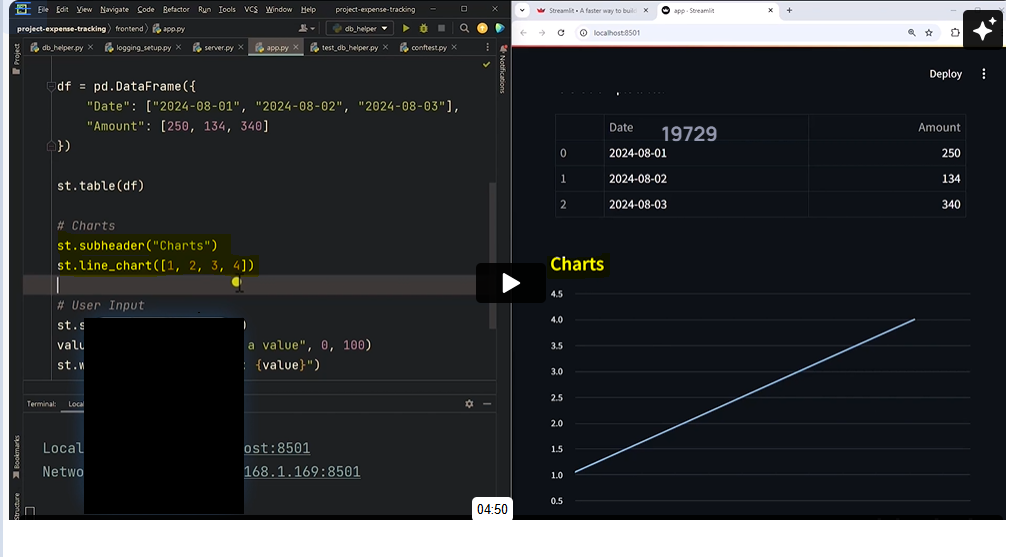 File Edit View Navigate Code Refactor Run Tools VCS Window Help project-expense-tracking
project-expense-tracking frontend app.py db_helper
db_helper.py logging_setup.py server.py app.py test_db_helper.py conftest.py
Project
Notifications
df = pd.DataFrame({
"Date": ["2024-08-01", "2024-08-02", "2024-08-03"],
"Amount": [250, 134, 340]
})
st.table(df)
# Charts
st.subheader("Charts")
st.line_chart([1, 2, 3, 4])
# User Input
st.s )
valu a value", 0, 100)
st.w : {value}")
Terminal: Loca
Local ost:8501
Netwo 168.1.169:8501
Bookmarks
Structure
Streamlit • A faster way to build
app · Streamlit
localhost:8501
Deploy
Date Amount
19729
0 2024-08-01 250
1 2024-08-02 134
2 2024-08-03 340
Charts
4.5
4.0
3.5
3.0
2.5
2.0
1.5
1.0
0.5
04:50